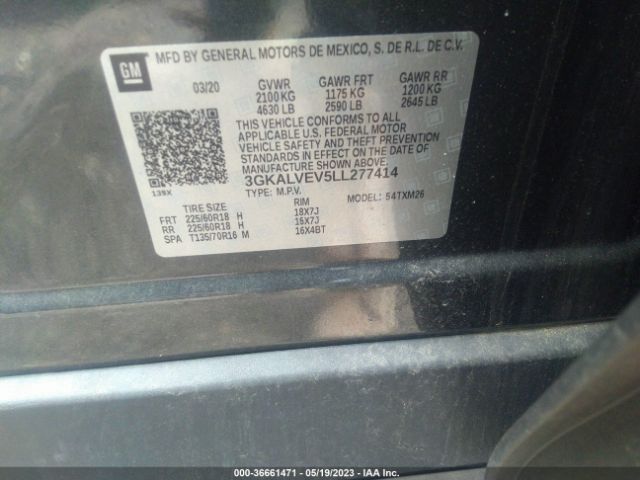 MFD BY GENERAL MOTORS DE MEXICO, S. DE R.L. DE C.V.
GM
03/20 GVWR GAWR FRT GAWR RR
2100 KG 1175 KG 1200 KG
4630 LB 2590 LB 2645 LB
THIS VEHICLE CONFORMS TO ALL
APPLICABLE U.S. FEDERAL MOTOR
VEHICLE SAFETY AND THEFT PREVENTION
STANDARDS IN EFFECT ON THE DATE OF
MANUFACTURE SHOWN ABOVE.
3GKALVEV5LL277414
TYPE: M.P.V. MODEL: 54TXM26
139X
TIRE SIZE RIM
FRT 225/60R18 H 18X7J
RR 225/60R18 H 18X7J
SPA T135/70R16 M 16X4BT
000-36661471 - 05/19/2023 - IAA Inc.